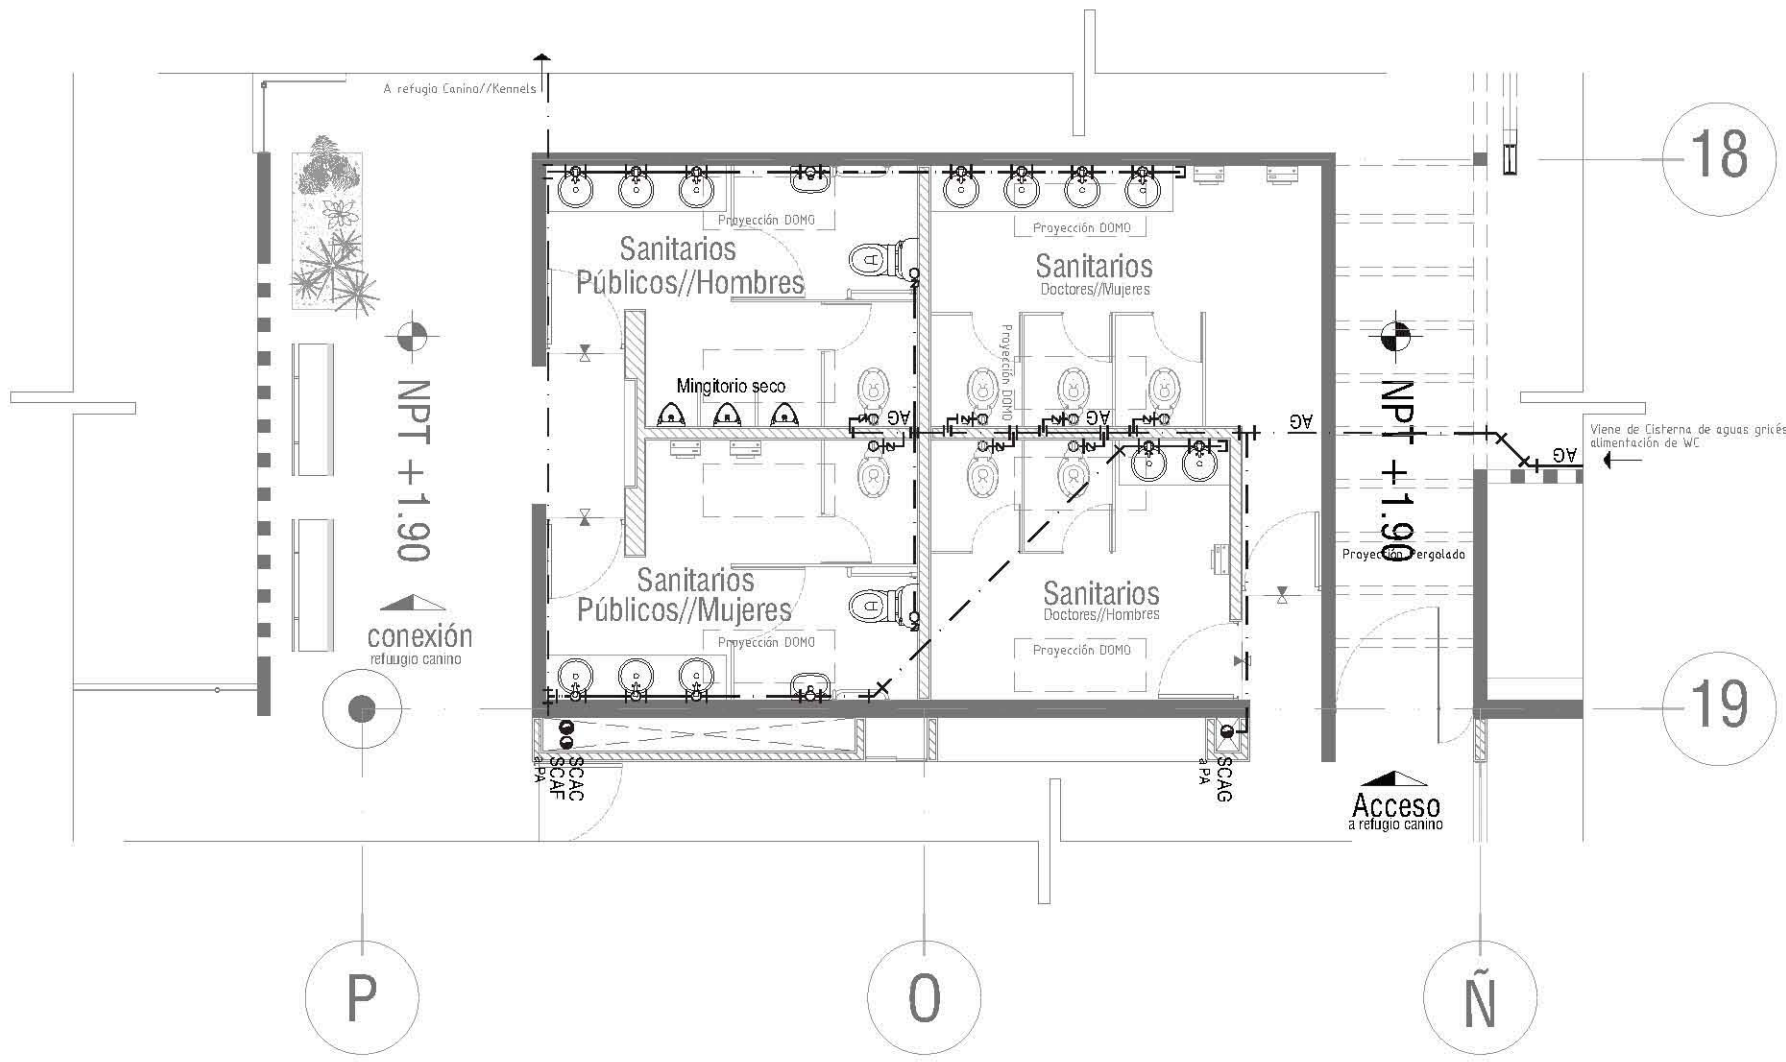 A refugio Canino//Kennels
18
Proyección DOMO
Proyección DOMO
Sanitarios
Públicos//Hombres
Sanitarios
Doctores//Mujeres
Proyección DOMO
Mingitorio seco
NPT +1.90
NPT +1.90
AG
AG
AG
AG
Viene de Cisterna de aguas grices
alimentación de WC
Proyección Pergolado
Sanitarios
Públicos//Mujeres
Sanitarios
Doctores//Hombres
Proyección DOMO
Proyección DOMO
conexión
refuugio canino
19
SCAC
SCAF
a PA
SCAG
a PA
Acceso
a refugio canino
P
O
Ñ